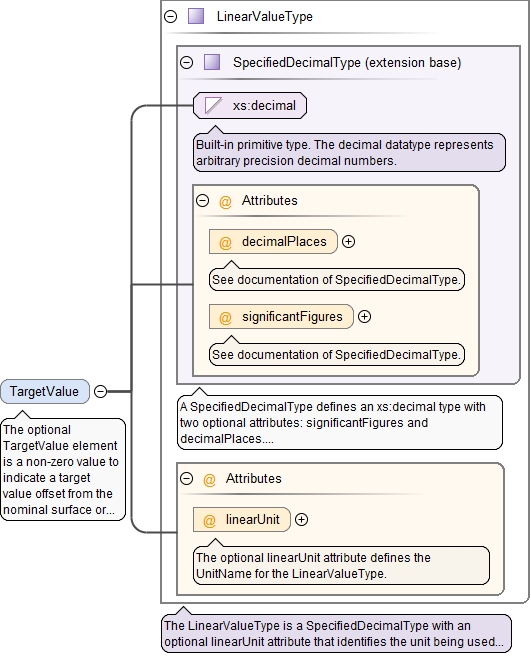 LinearValueType
SpecifiedDecimalType (extension base)
xs:decimal
Built-in primitive type. The decimal datatype represents
arbitrary precision decimal numbers.
@ Attributes
@ decimalPlaces
See documentation of SpecifiedDecimalType.
@ significantFigures
See documentation of SpecifiedDecimalType.
TargetValue
The optional
TargetValue element
is a non-zero value to
indicate a target
value offset from the
nominal surface or...
A SpecifiedDecimalType defines an xs:decimal type with
two optional attributes: significantFigures and
decimalPlaces....
@ Attributes
@ linearUnit
The optional linearUnit attribute defines the
UnitName for the LinearValueType.
The LinearValueType is a SpecifiedDecimalType with an
optional linearUnit attribute that identifies the unit being used...